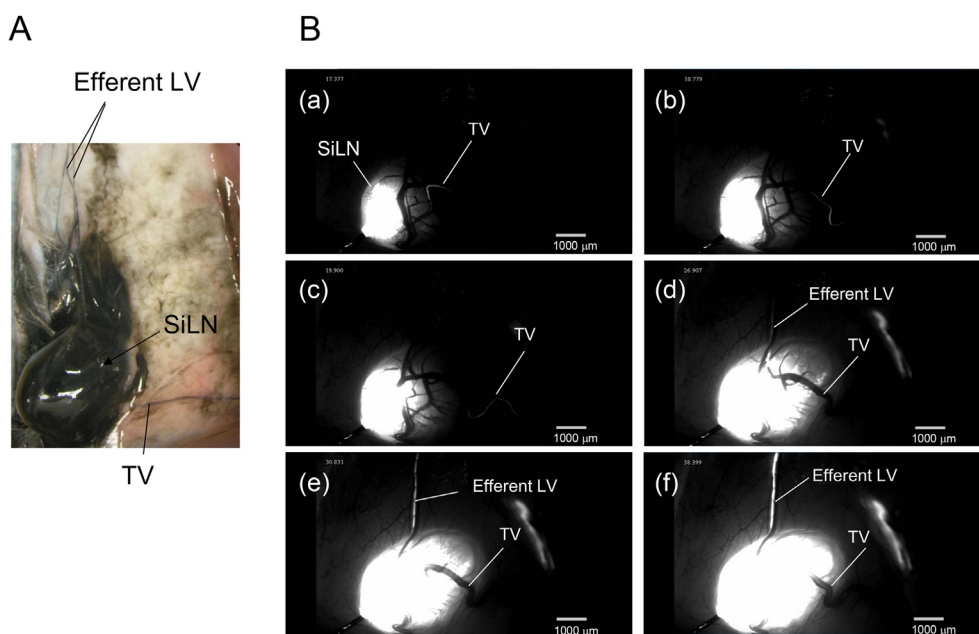 A
Efferent LV
SiLN
TV
B
17.377
(a)
SiLN
TV
1000 µm
18.779
(b)
TV
1000 µm
19.900
(c)
TV
1000 µm
26.907
(d)
Efferent LV
TV
1000 µm
30.831
(e)
Efferent LV
TV
1000 µm
38.399
(f)
Efferent LV
TV
1000 µm